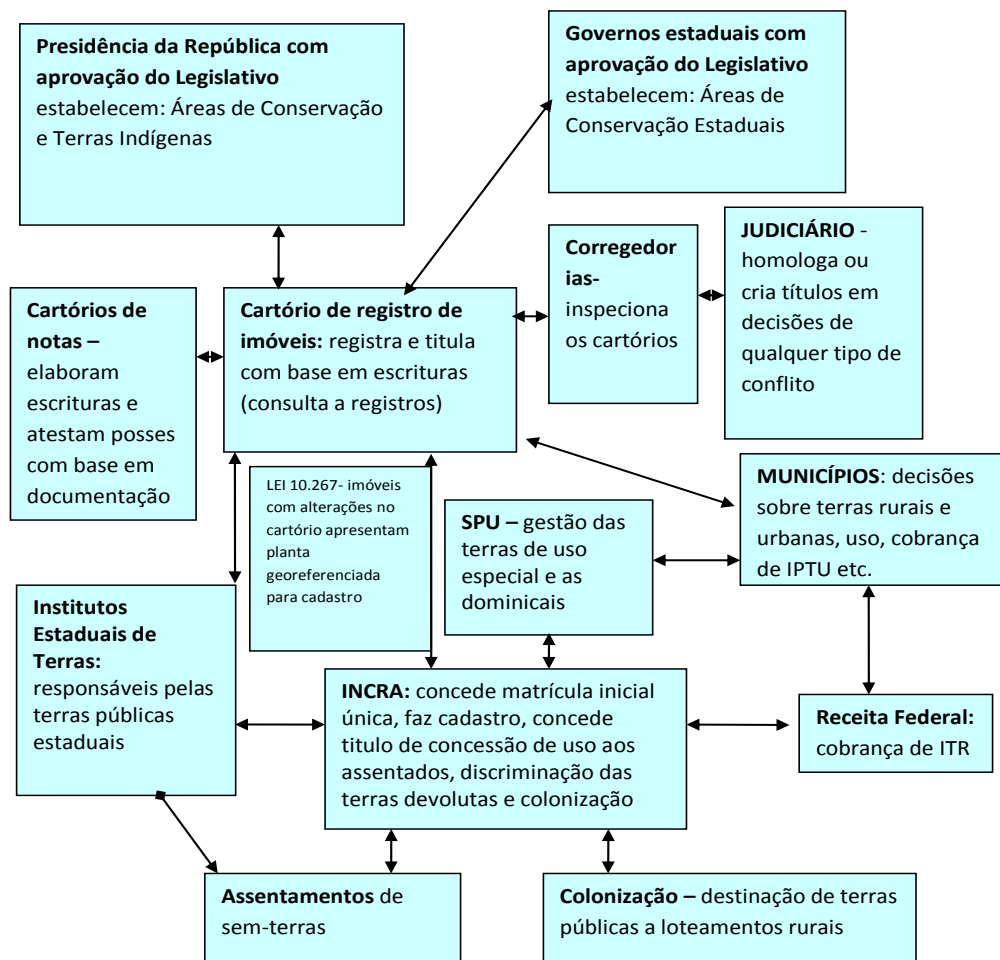 Presidência da República com
aprovação do Legislativo
estabelecem: Áreas de Conservação
e Terras Indígenas
Governos estaduais com
aprovação do Legislativo
estabelecem: Áreas de
Conservação Estaduais
Cartórios de
notas –
elaboram
escrituras e
atestam posses
com base em
documentação
Cartório de registro de
imóveis: registra e titula
com base em escrituras
(consulta a registros)
Corregedor
ias-
inspeciona
os cartórios
JUDICIÁRIO -
homologa ou
cria títulos em
decisões de
qualquer tipo de
conflito
LEI 10.267- imóveis
com alterações no
cartório apresentam
planta
georeferenciada
para cadastro
SPU – gestão das
terras de uso
especial e as
dominicais
MUNICÍPIOS: decisões
sobre terras rurais e
urbanas, uso, cobrança
de IPTU etc.
Institutos
Estaduais de
Terras:
responsáveis pelas
terras públicas
estaduais
INCRA: concede matrícula inicial
única, faz cadastro, concede
titulo de concessão de uso aos
assentados, discriminação das
terras devolutas e colonização
Receita Federal:
cobrança de ITR
Assentamentos de
sem-terras
Colonização – destinação de terras
públicas a loteamentos rurais